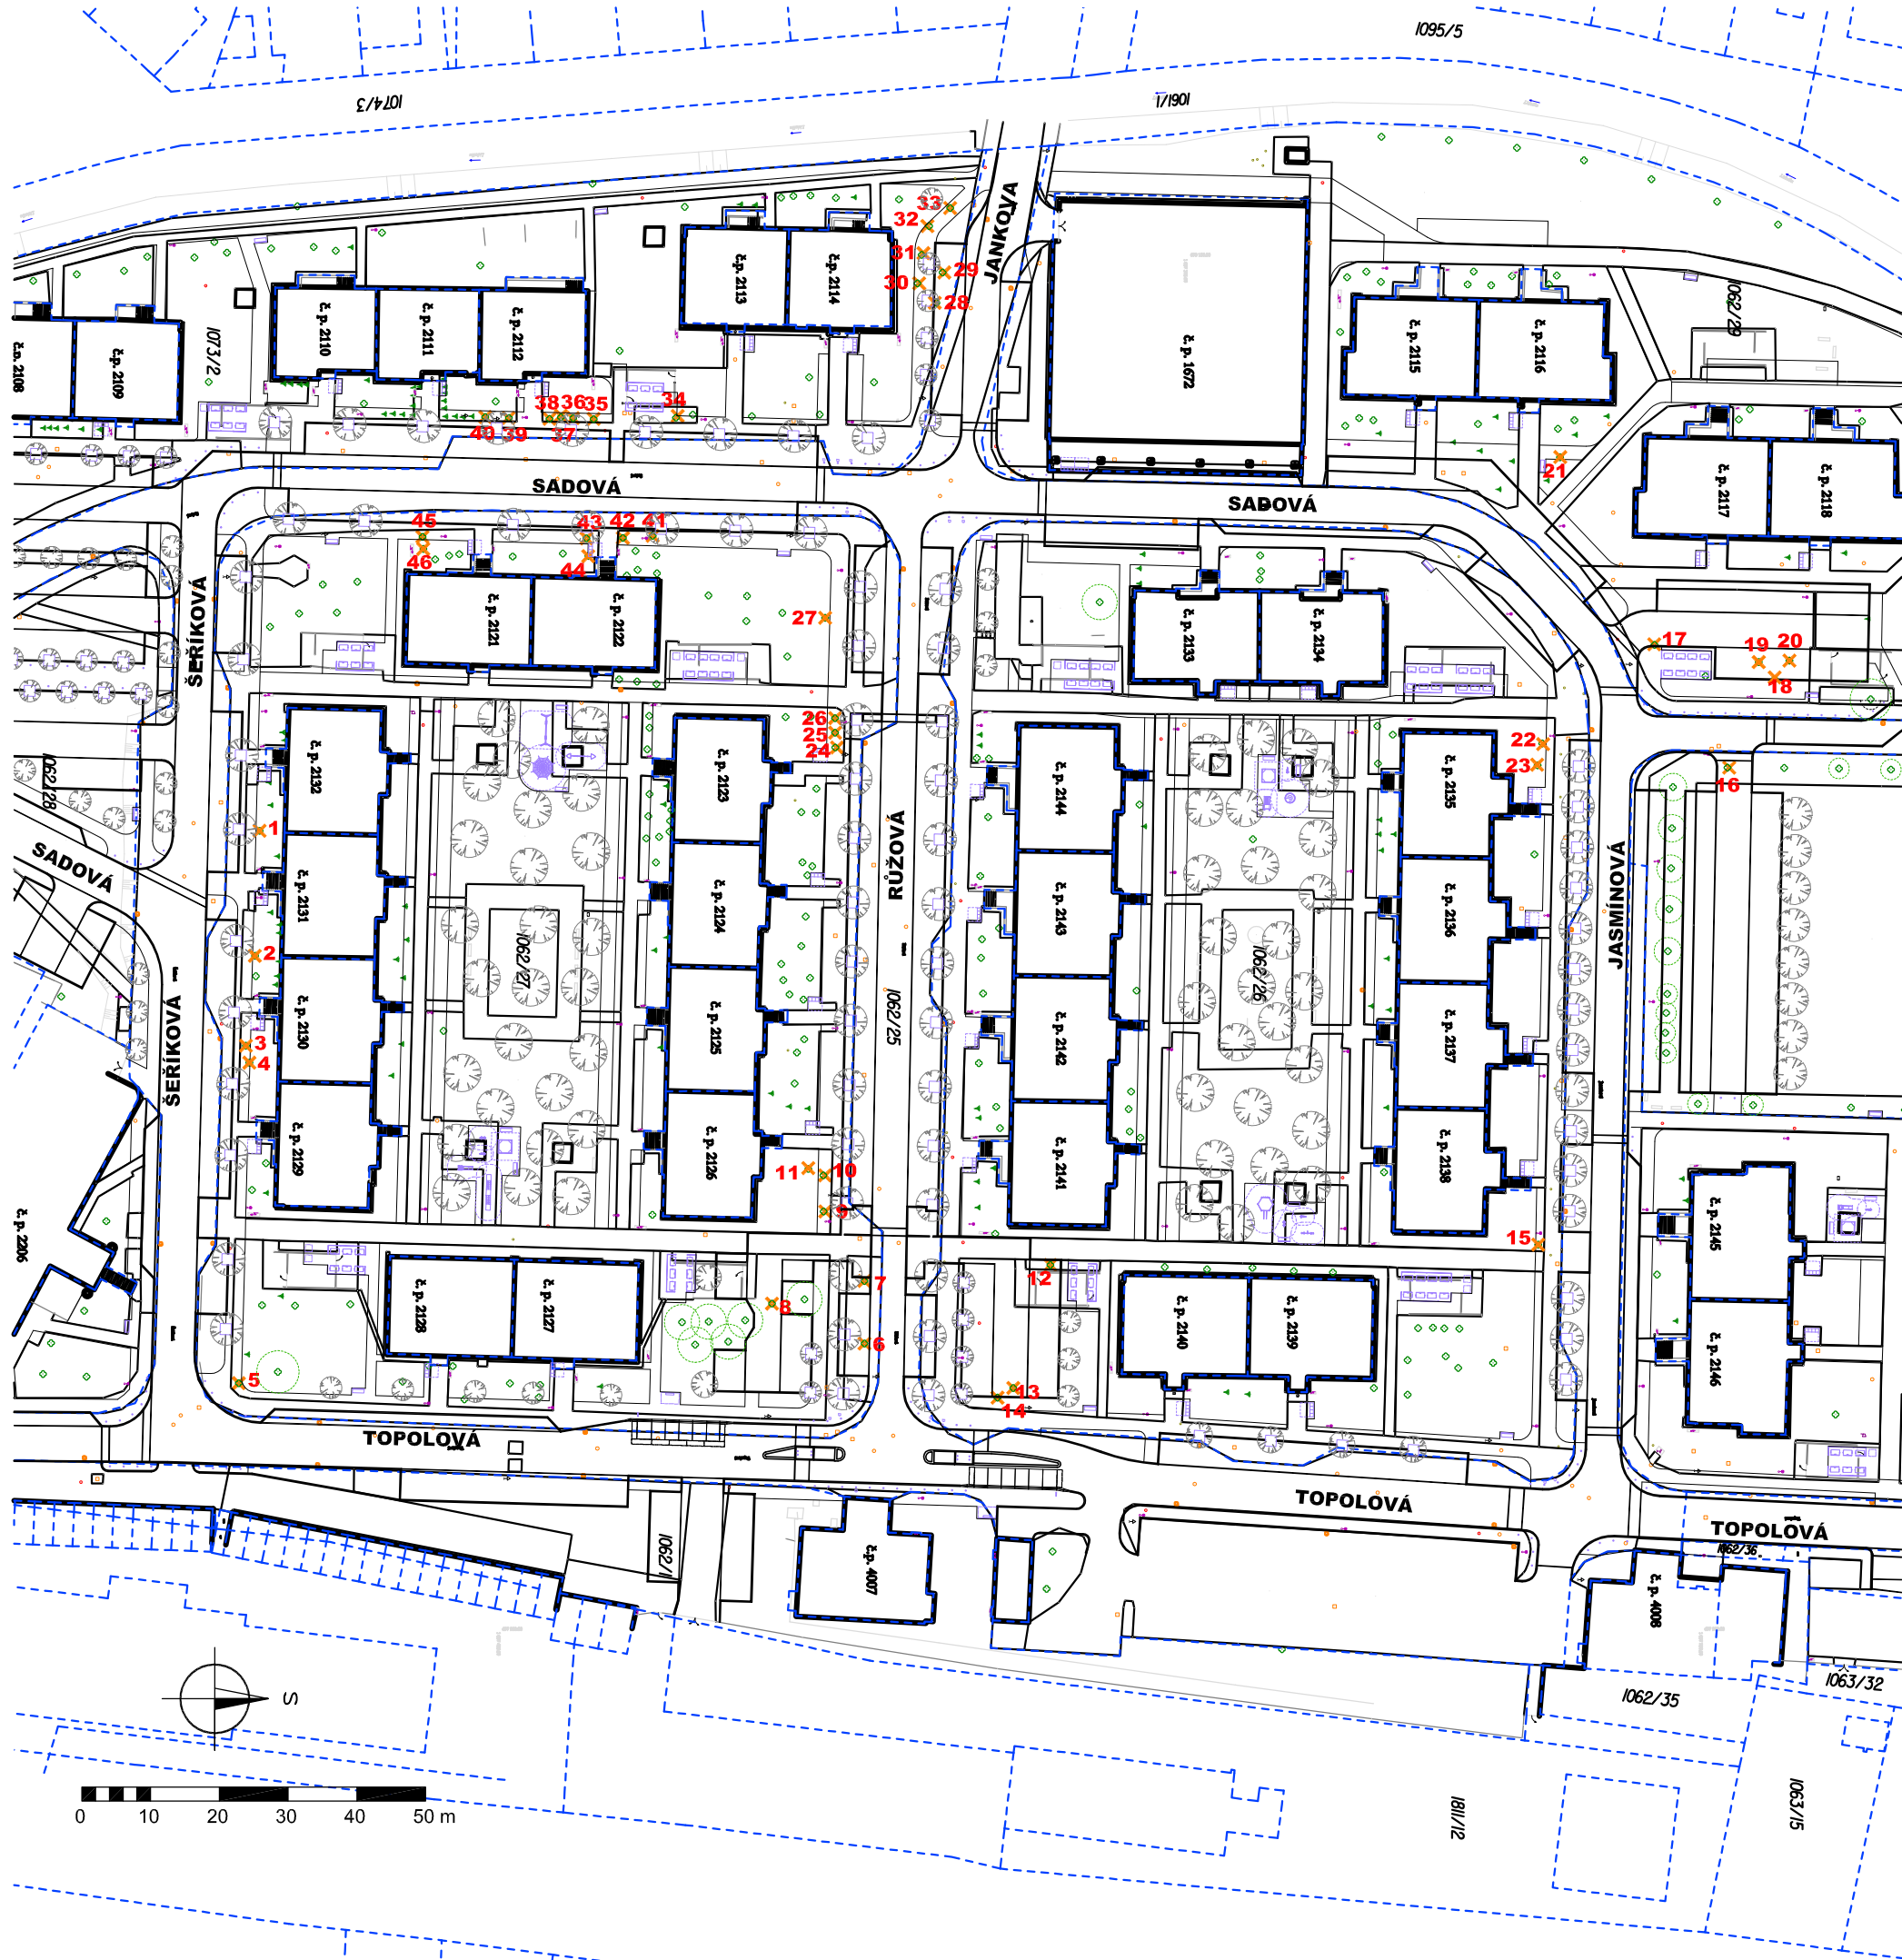 1095/5
1074/3
1061/1
JANKOVA
33
32
31
29
30
28
č.p. 2113
č.p. 2114
č. p. 1672
1062/29
č. p. 2115
č. p. 2116
1073/2
č. p. 2110
č. p. 2111
č. p. 2112
č.p. 2108
č.p. 2109
38
36
35
34
40
39
37
21
č. p. 2117
č. p. 2118
SADOVÁ
SADOVÁ
45
43
42
41
46
44
ŠEŘÍKOVÁ
č. p. 2121
č. p. 2122
27
č. p. 2133
č. p. 2134
17
19
20
18
26
25
24
22
23
16
1062/28
č. p. 2132
č. p. 2123
č. p. 2144
č. p. 2135
1
SADOVÁ
RŮŽOVÁ
JASMÍNOVÁ
č. p. 2131
č. p. 2124
č. p. 2143
č. p. 2136
2
1062/27
1062/26
1062/25
ŠEŘÍKOVÁ
č. p. 2130
č. p. 2125
č. p. 2142
č. p. 2137
3
4
č. p. 2129
č. p. 2126
č. p. 2141
č. p. 2138
11
10
9
15
č. p. 2206
č. p. 2145
12
7
8
6
č. p. 2128
č. p. 2127
č. p. 2140
č. p. 2139
č. p. 2146
5
13
14
TOPOLOVÁ
TOPOLOVÁ
TOPOLOVÁ
1062/36
1062/1
č.p. 4007
č. p. 4008
S
1062/35
1063/32
0 10 20 30 40 50 m
1811/12
1063/15